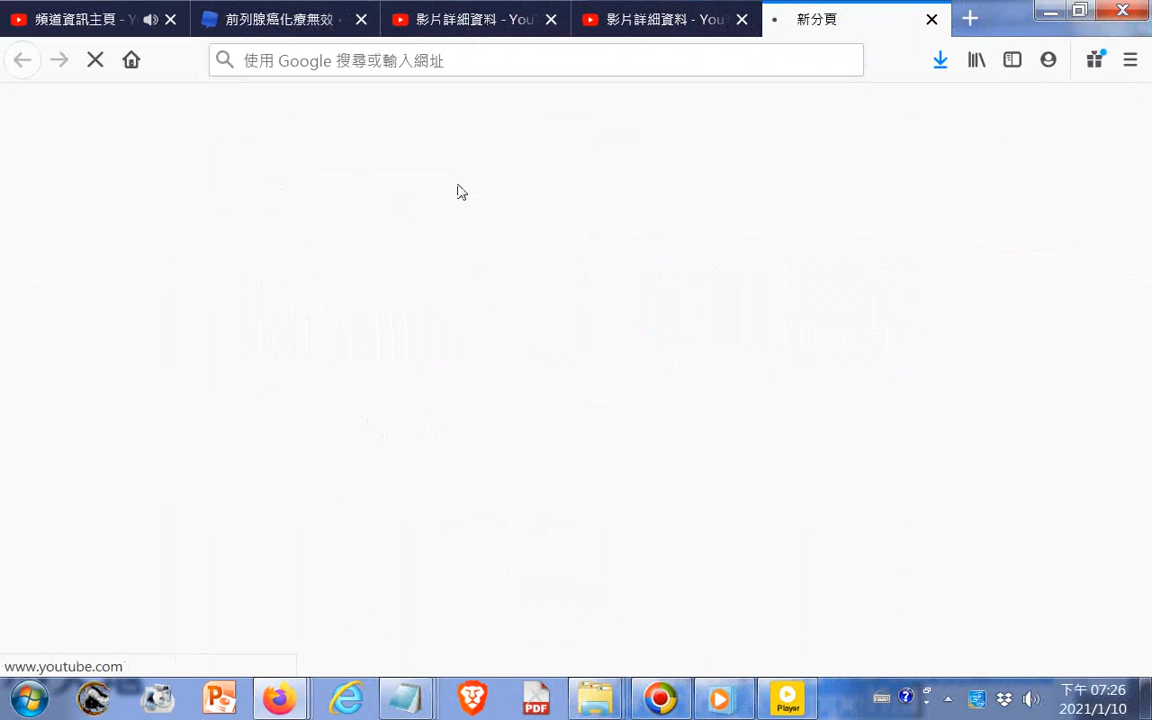 頻道資訊主頁 - Y
前列腺癌化療無效
影片詳細資料 - You
影片詳細資料 - You
新分頁
使用 Google 搜尋或輸入網址
www.youtube.com
PDF
Player
下午 07:26
2021/1/10